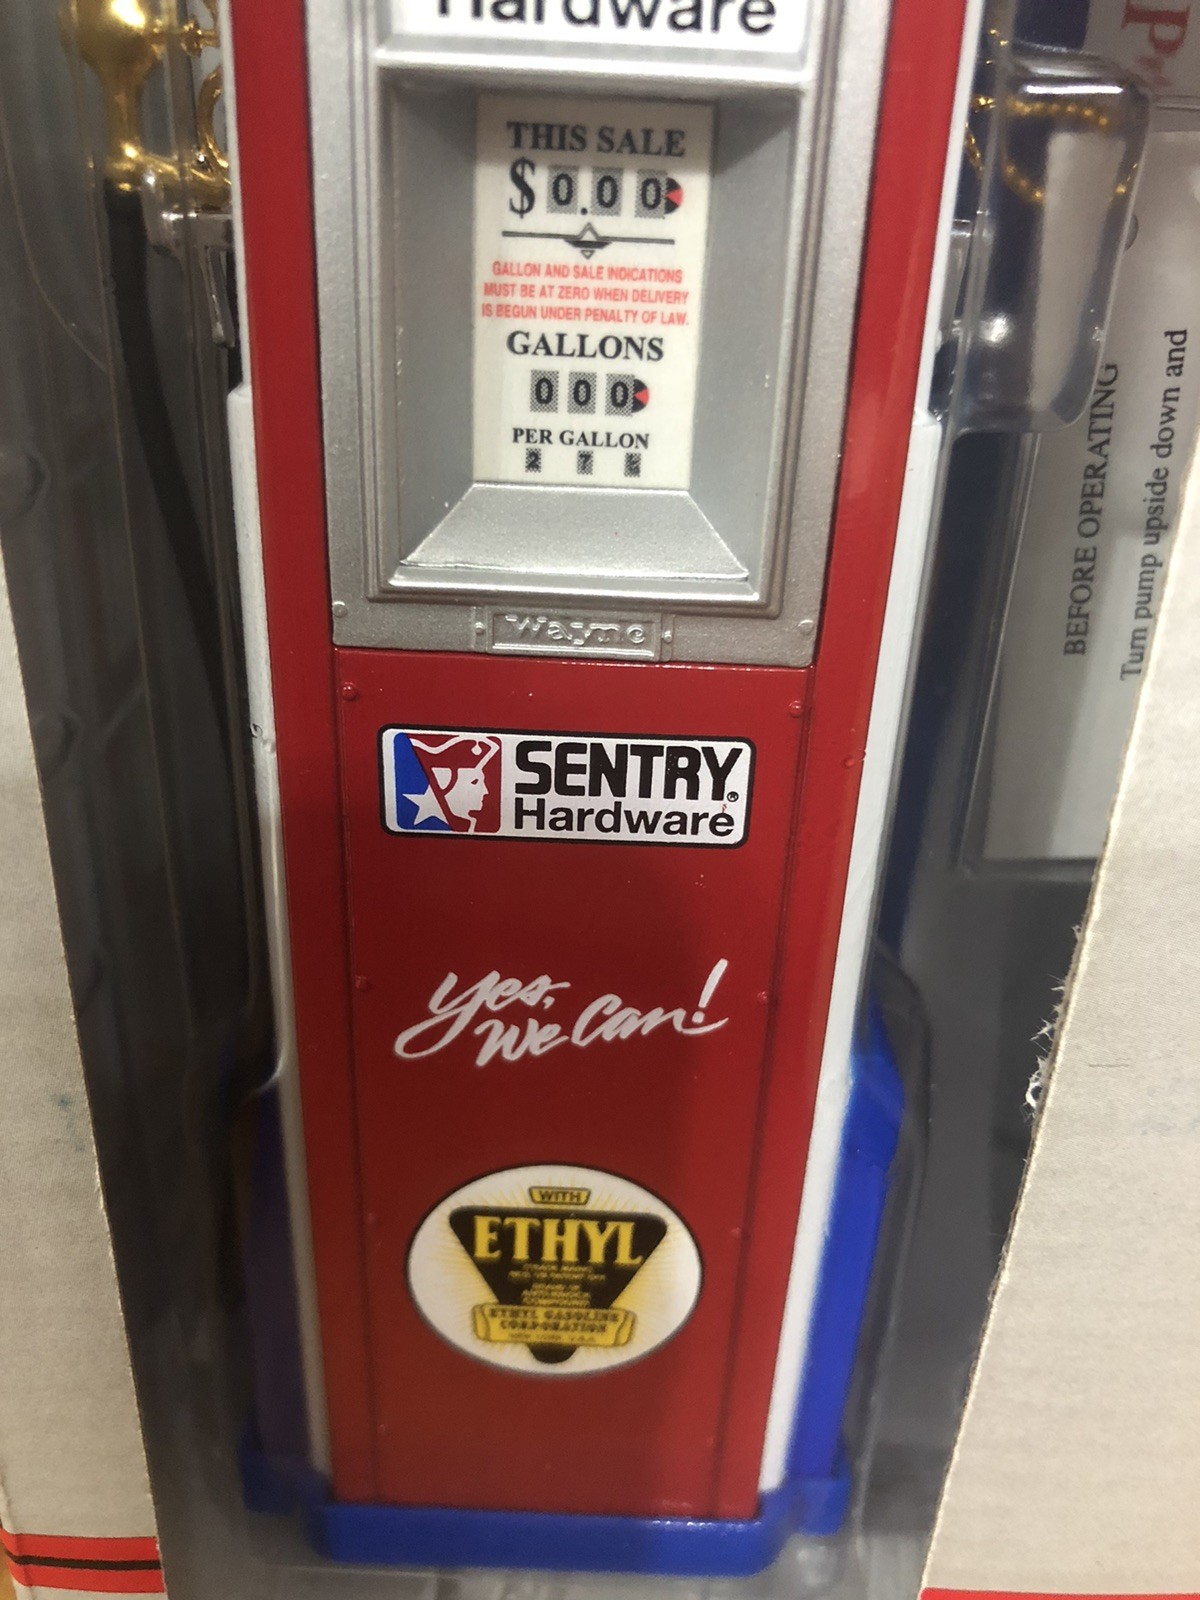 Hardware
THIS SALE
$ 0.00
GALLON AND SALE INDICATIONS
MUST BE AT ZERO WHEN DELIVERY
IS BEGUN UNDER PENALTY OF LAW.
GALLONS
000
PER GALLON
2 7
Wayne
SENTRY®
Hardware
Yes,
We Can!
WITH
ETHYL
ETHYL GASOLINE
CORPORATION
BEFORE OPERATING
Turn pump upside down and